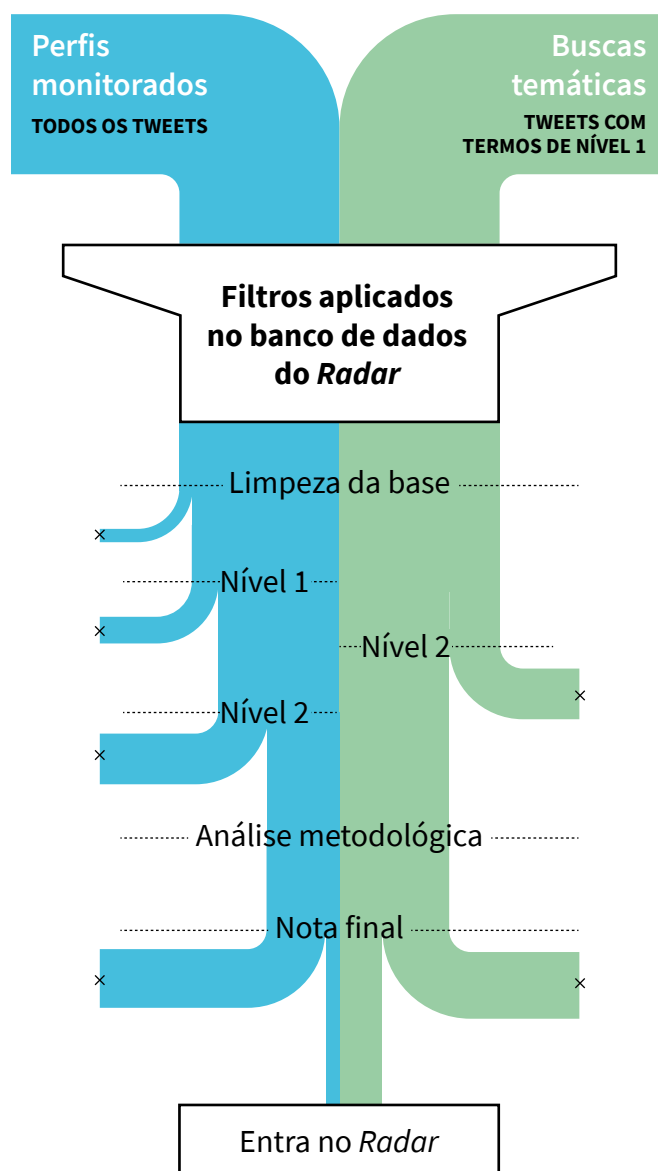 Perfis
monitorados
TODOS OS TWEETS
Buscas
temáticas
TWEETS COM
TERMOS DE NÍVEL 1
Filtros aplicados
no banco de dados
do Radar
Limpeza da base
Nível 1
Nível 2
Nível 2
Análise metodológica
Nota final
Entra no Radar